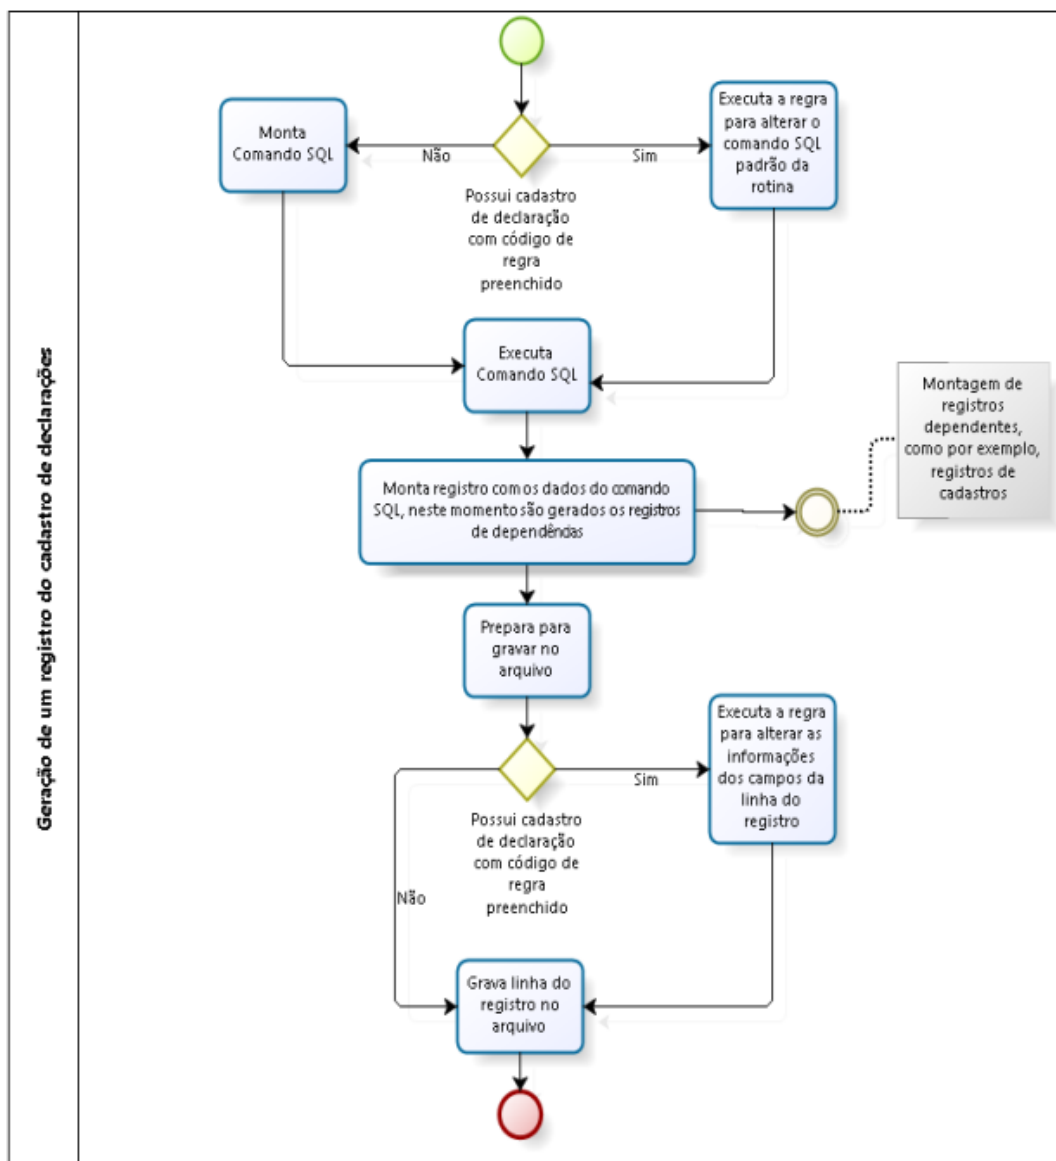 Geração de um registro do cadastro de declarações
Monta
Comando SQL
Não
Sim
Executa a regra
para alterar o
comando SQL
padrão da
rotina
Possui cadastro
de declaração
com código de
regra
preenchido
Executa
Comando SQL
Montagem de
registros
dependentes,
como por exemplo,
registros de
cadastros
Monta registro com os dados do comando
SQL, neste momento são gerados os registros
de dependências
Prepara para
gravar no
arquivo
Sim
Executa a regra
para alterar as
informações
dos campos da
linha do
registro
Possui cadastro
de declaração
com código de
regra
preenchido
Não
Grava linha do
registro no
arquivo